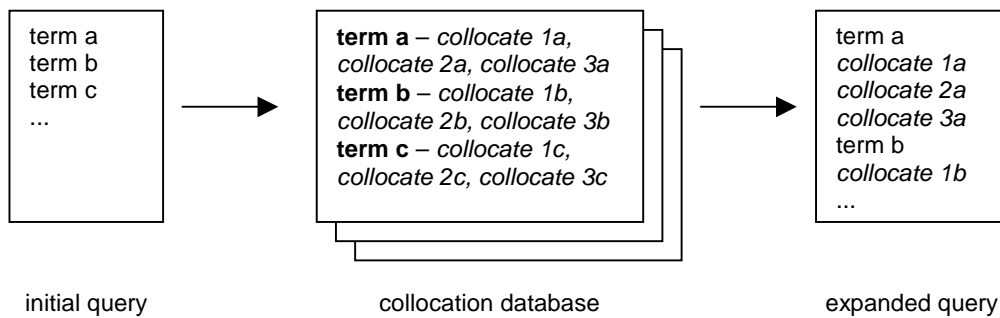 term a
term b
term c
...
term a – collocate 1a,
collocate 2a, collocate 3a
term b – collocate 1b,
collocate 2b, collocate 3b
term c – collocate 1c,
collocate 2c, collocate 3c
term a
collocate 1a
collocate 2a
collocate 3a
term b
collocate 1b
...
initial query
collocation database
expanded query